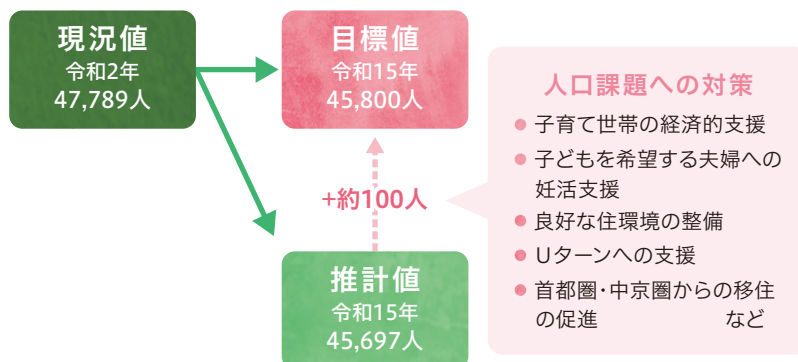 現況値
令和2年
47,789人
目標値
令和15年
45,800人
+約100人
推計値
令和15年
45,697人
人口課題への対策
● 子育て世帯の経済的支援
● 子どもを希望する夫婦への
妊活支援
● 良好な住環境の整備
● Uターンへの支援
● 首都圏・中京圏からの移住
の促進 など